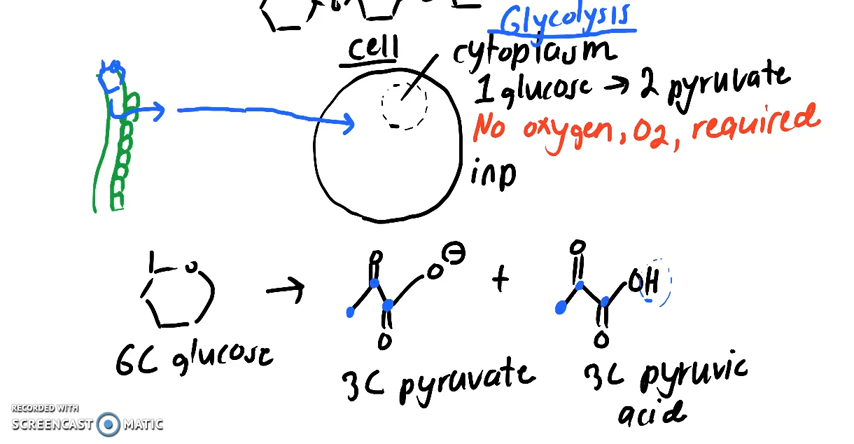 Glycolysis
cell
cytoplasum
1 glucose → 2 pyruvate
No oxygen, O2, required
inp
O
O⊖
O
+
O
OH
O
6C glucose
→
3C pyruvate
3C pyruvic
acid
RECORDED WITH
SCREENCAST MATIC